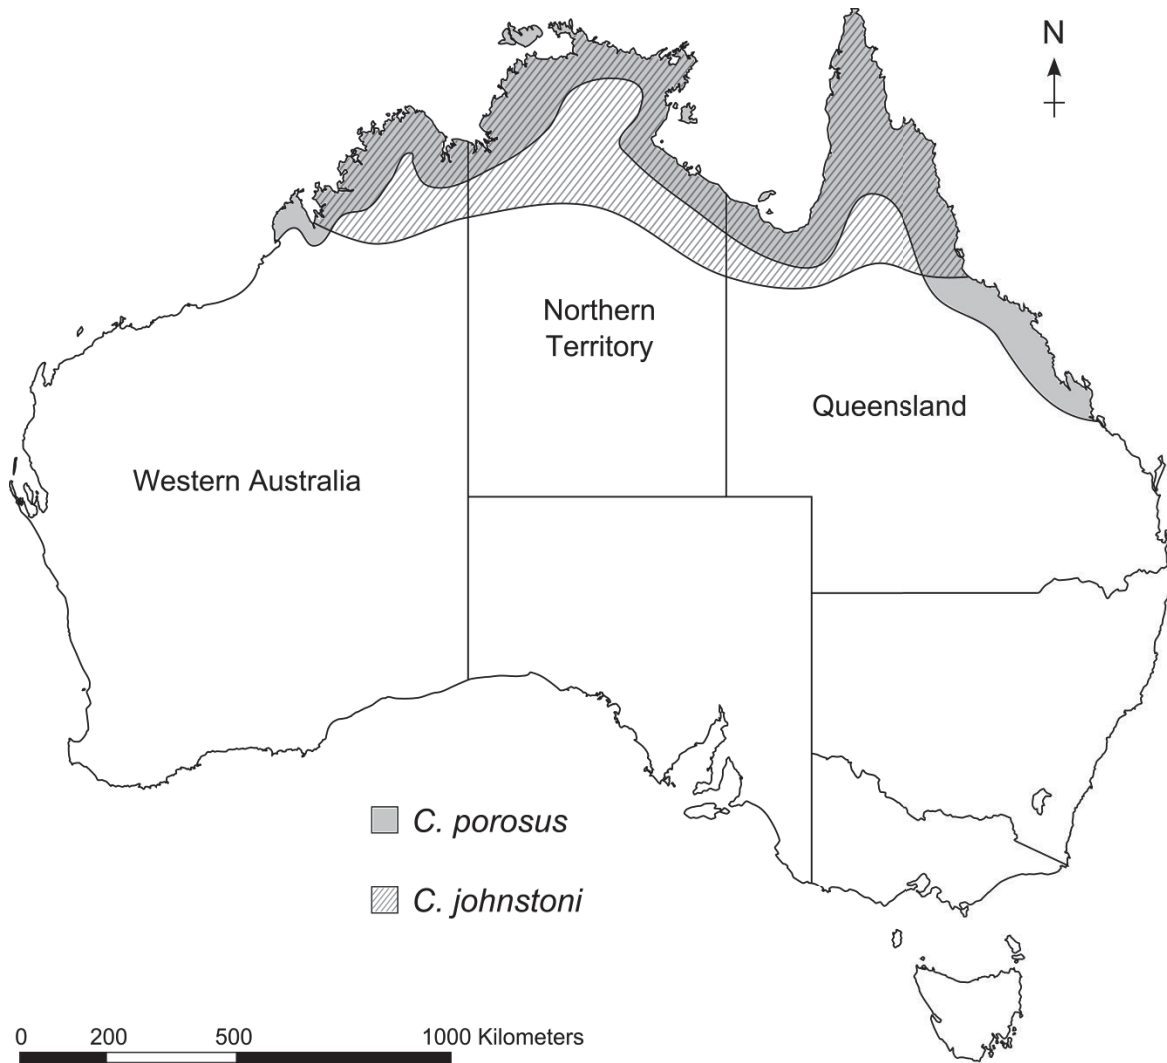 N
Northern
Territory
Queensland
Western Australia
C. porosus
C. johnstoni
0 200 500 1000 Kilometers